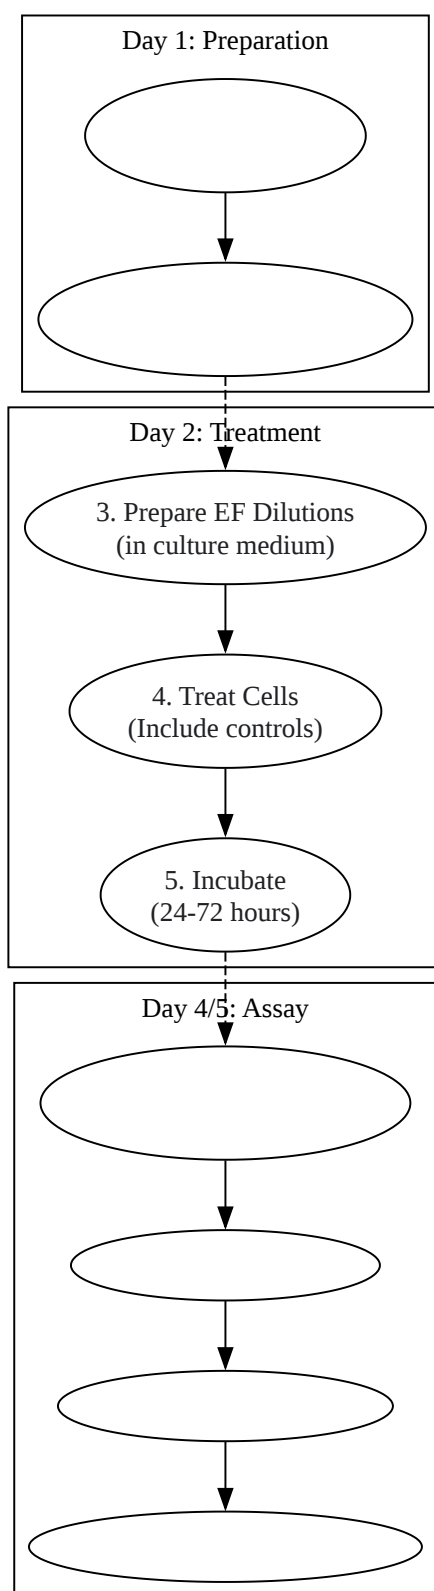 Day 1: Preparation
Day 2: Treatment
3. Prepare EF Dilutions
(in culture medium)
4. Treat Cells
(Include controls)
5. Incubate
(24-72 hours)
Day 4/5: Assay